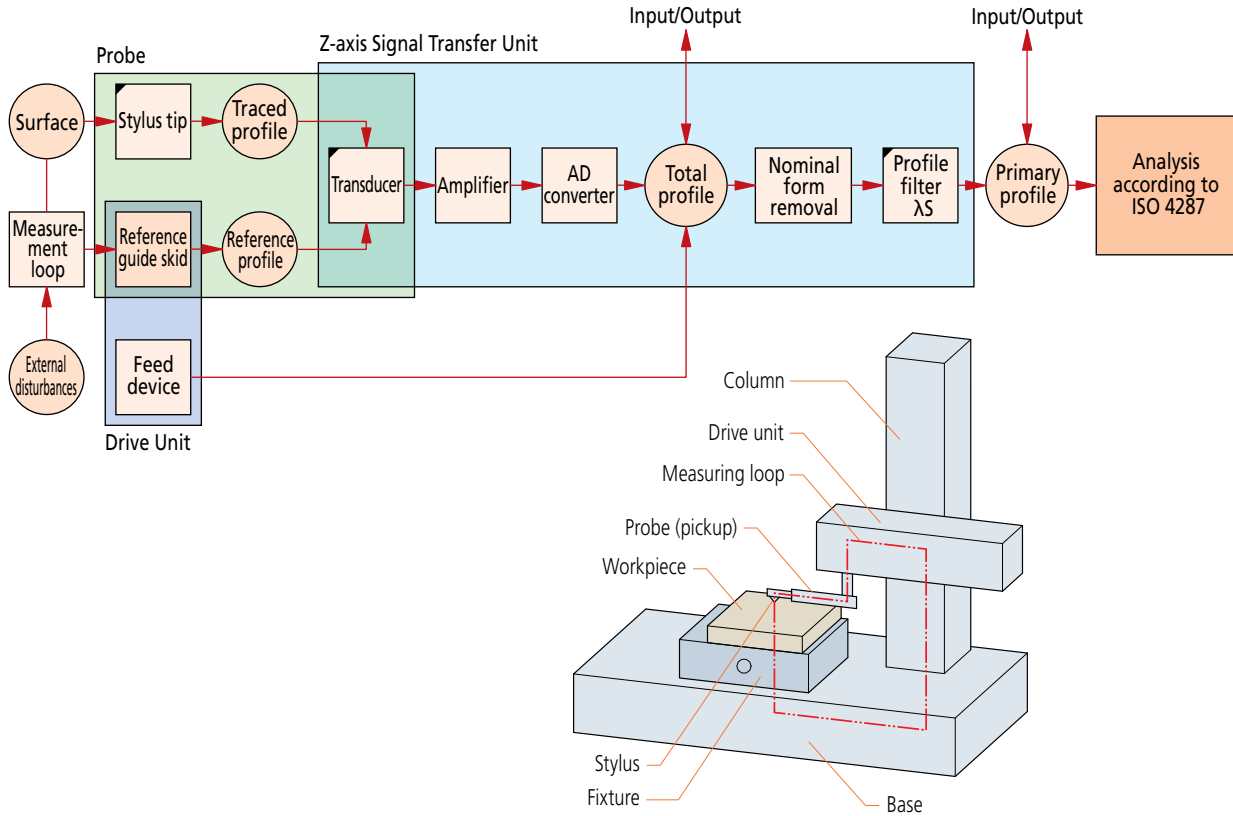 Input/Output
Input/Output
Z-axis Signal Transfer Unit
Probe
Surface
Stylus tip
Traced
profile
Transducer
Amplifier
AD
converter
Total
profile
Nominal
form
removal
Profile
filter
λS
Primary
profile
Analysis
according to
ISO 4287
Measure-
ment
loop
Reference
guide skid
Reference
profile
External
disturbances
Feed
device
Drive Unit
Column
Drive unit
Measuring loop
Probe (pickup)
Workpiece
Stylus
Fixture
Base